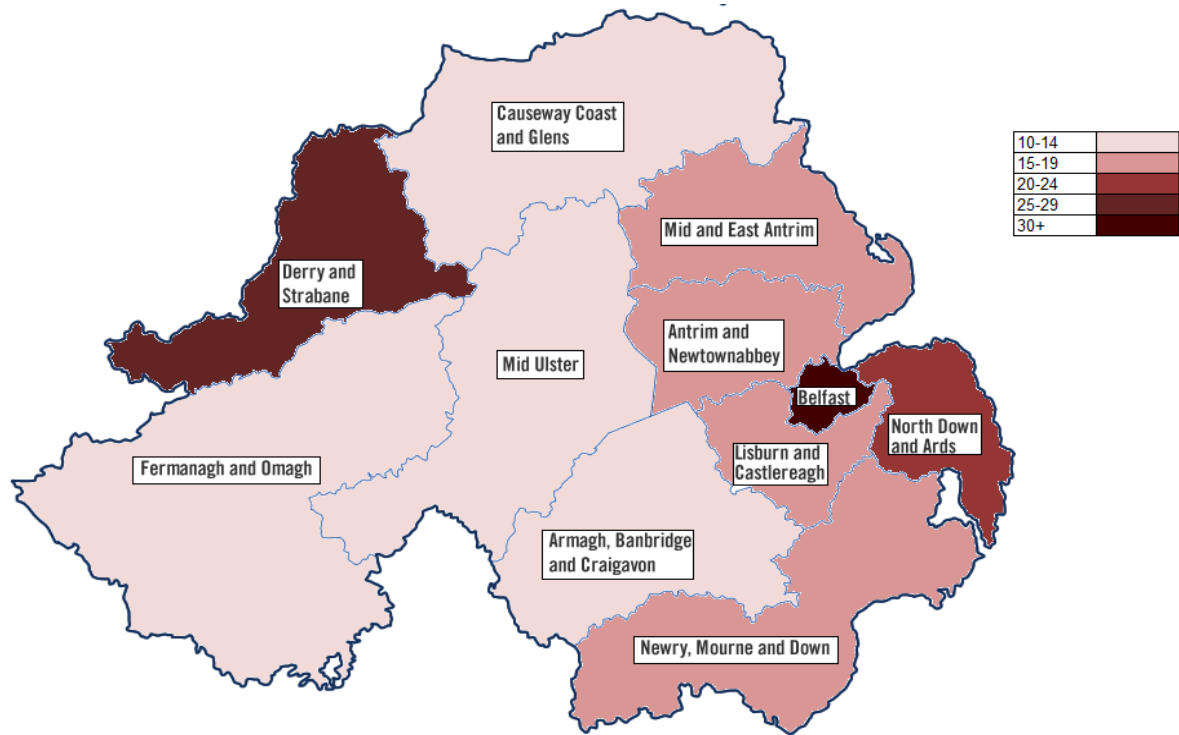 Causeway Coast
and Glens
10-14
15-19
20-24
25-29
30+
Mid and East Antrim
Derry and
Strabane
Antrim and
Newtownabbey
Mid Ulster
Belfast
North Down
and Ards
Lisburn and
Castlereagh
Fermanagh and Omagh
Armagh, Banbridge
and Craigavon
Newry, Mourne and Down